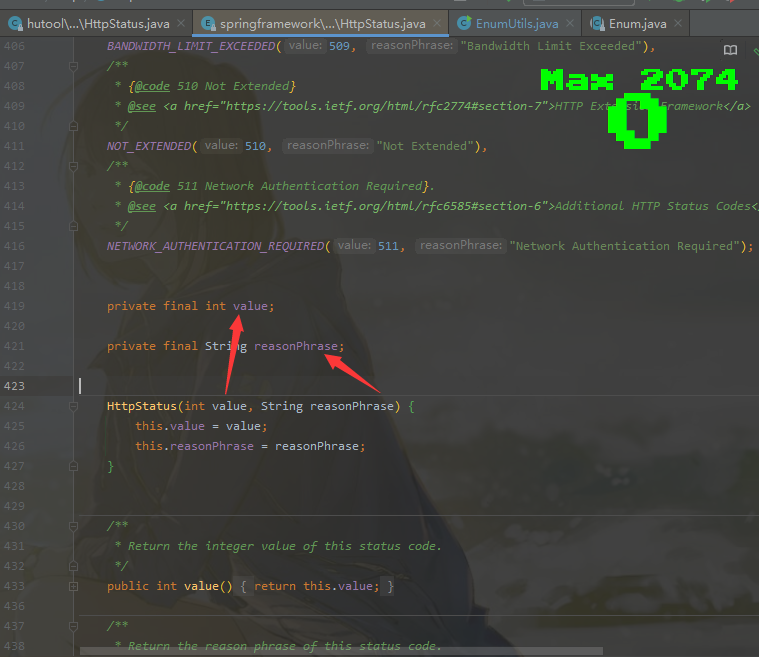 hutool\...\HttpStatus.java × springframework\...\HttpStatus.java × EnumUtils.java × Enum.java ×
406 BANDWIDTH_LIMIT_EXCEEDED( value: 509, reasonPhrase: "Bandwidth Limit Exceeded"),
407 /**
Max 2074
408 * {@code 510 Not Extended}
409 * @see <a href="https://tools.ietf.org/html/rfc2774#section-7">HTTP Extension Framework</a>
0
410 */
411 NOT_EXTENDED( value: 510, reasonPhrase: "Not Extended"),
412 /**
413 * {@code 511 Network Authentication Required}.
414 * @see <a href="https://tools.ietf.org/html/rfc6585#section-6">Additional HTTP Status Codes<
415 */
416 NETWORK_AUTHENTICATION_REQUIRED( value: 511, reasonPhrase: "Network Authentication Required");
417
418
419 private final int value;
420
421 private final String reasonPhrase;
422
423
424 HttpStatus(int value, String reasonPhrase) {
425 this.value = value;
426 this.reasonPhrase = reasonPhrase;
427 }
428
429
430 /**
431 * Return the integer value of this status code.
432 */
433 public int value() { return this.value; }
436
437 /**
438 * Return the reason phrase of this status code.